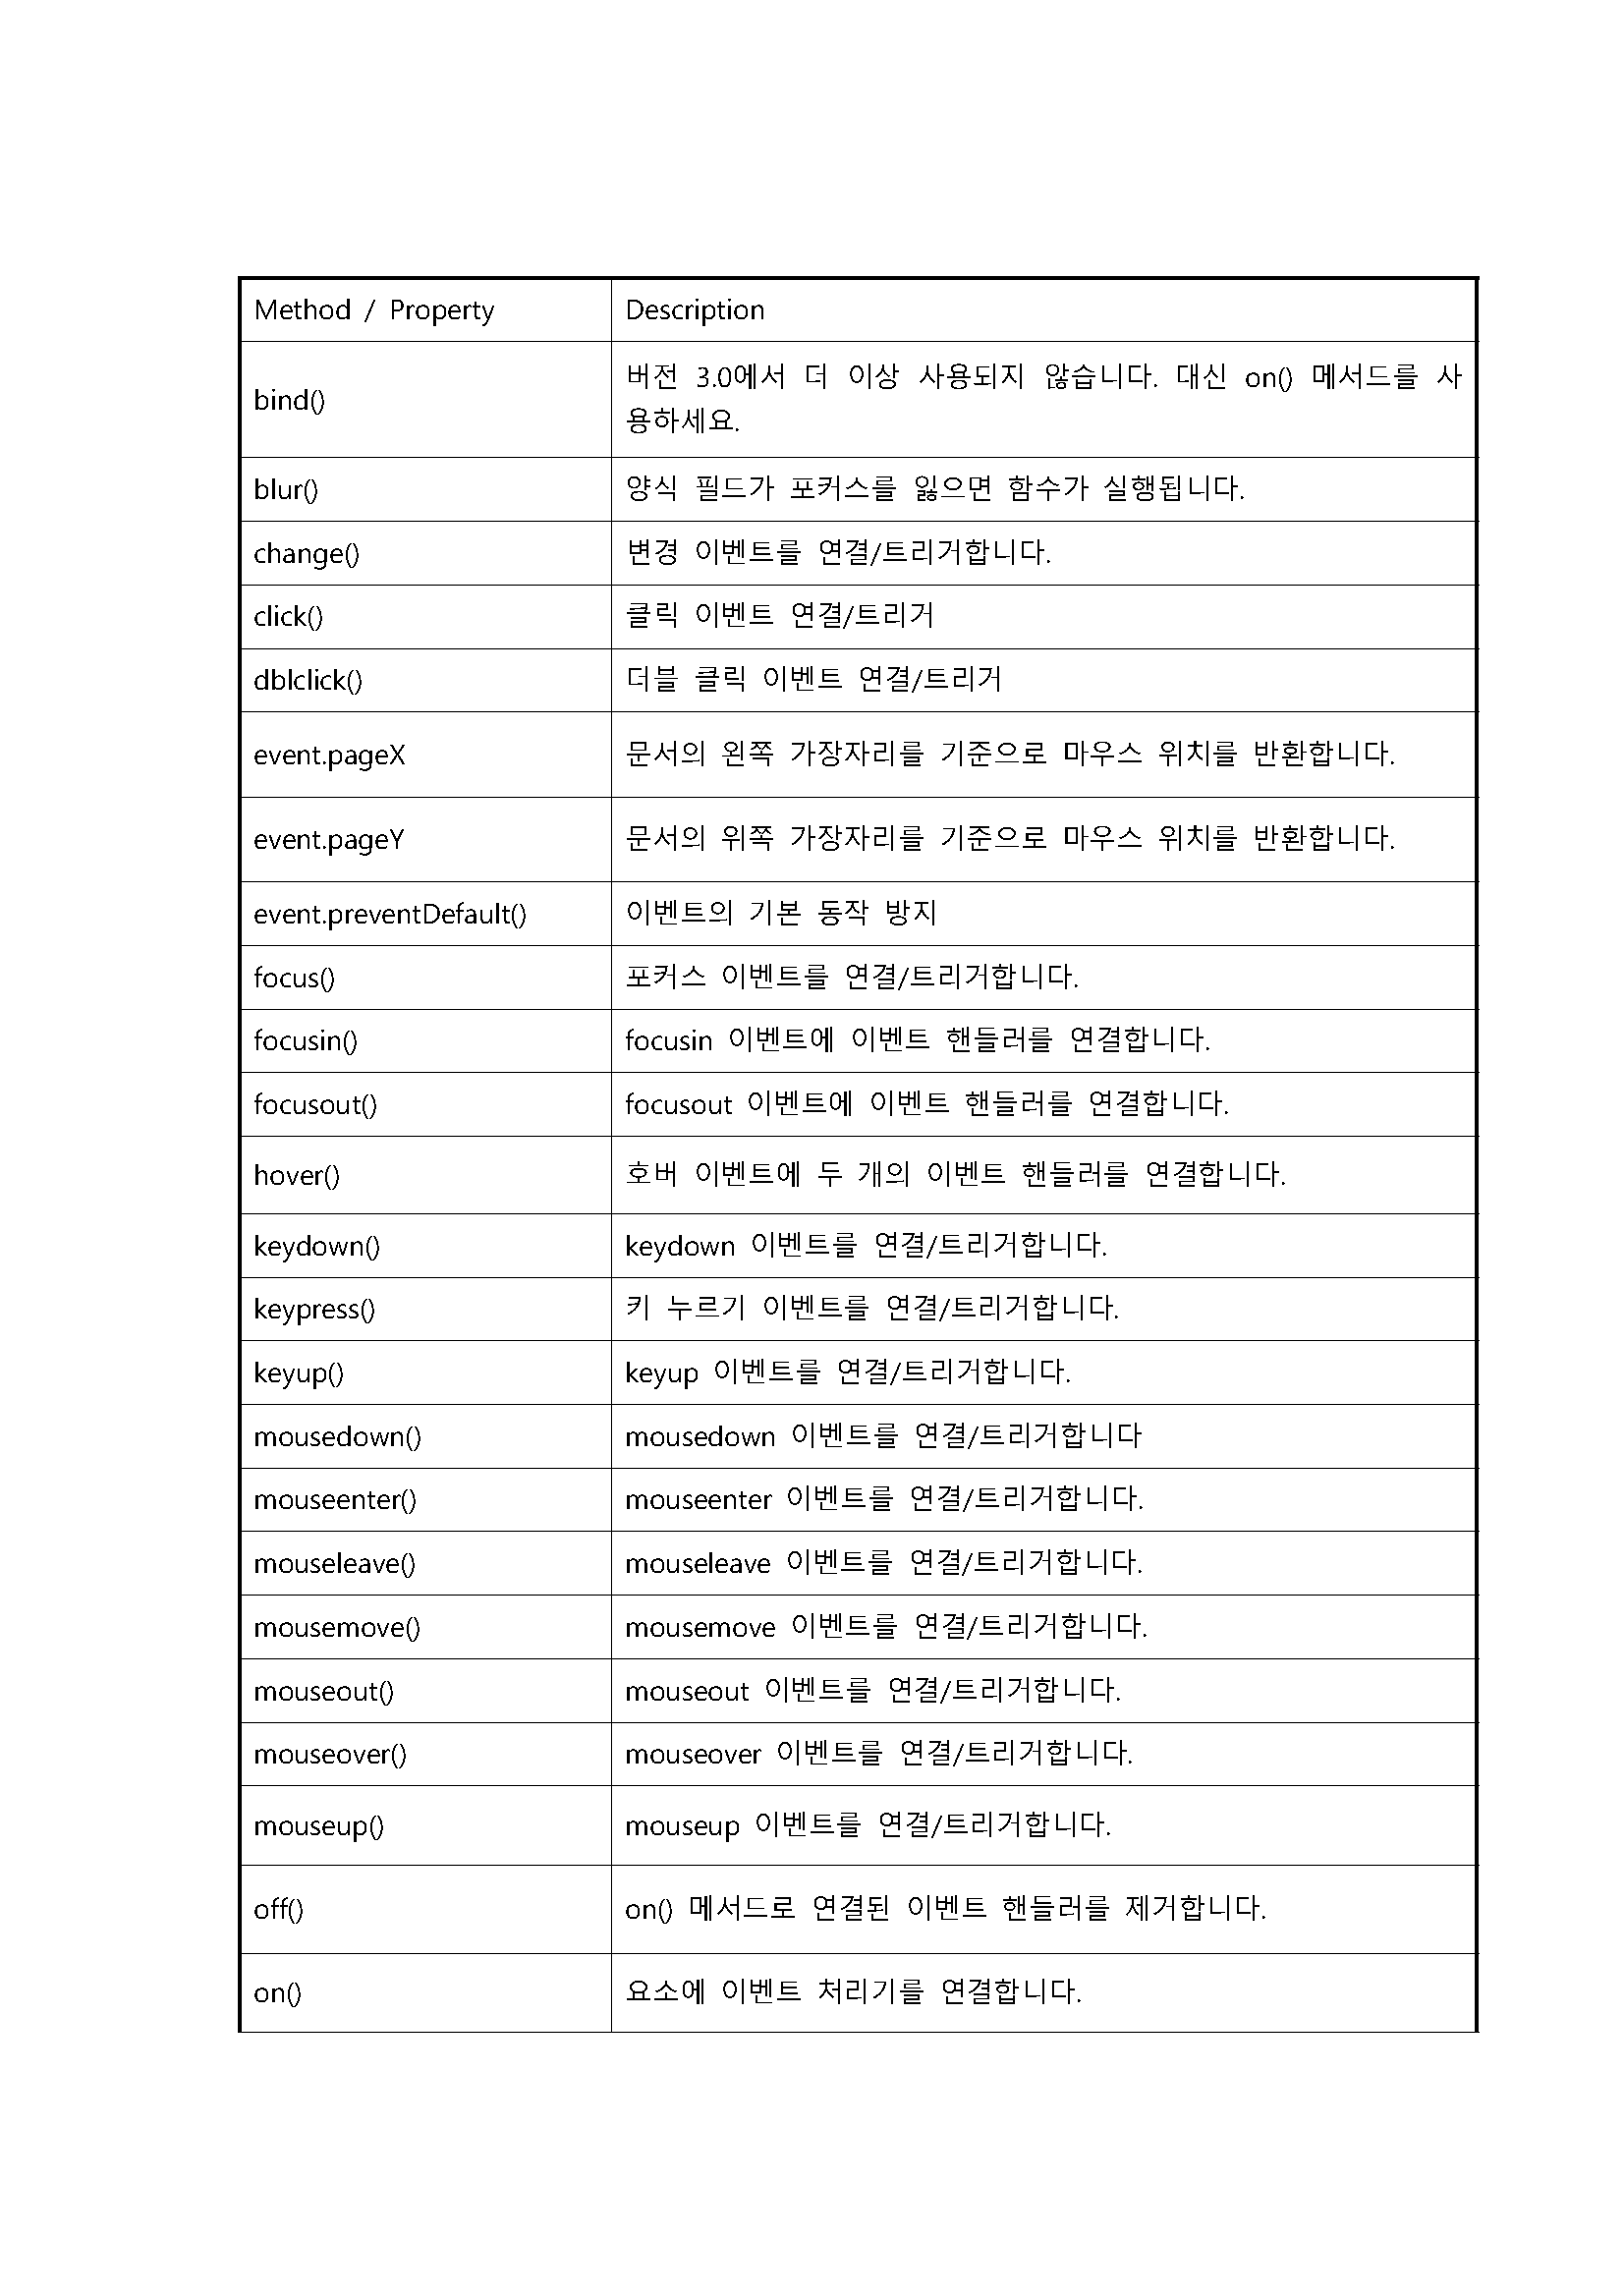 Method / Property Description
bind() 버전 3.0에서 더 이상 사용되지 않습니다. 대신 on() 메서드를 사
용하세요.
blur() 양식 필드가 포커스를 잃으면 함수가 실행됩니다.
change() 변경 이벤트를 연결/트리거합니다.
click() 클릭 이벤트 연결/트리거
dblclick() 더블 클릭 이벤트 연결/트리거
event.pageX 문서의 왼쪽 가장자리를 기준으로 마우스 위치를 반환합니다.
event.pageY 문서의 위쪽 가장자리를 기준으로 마우스 위치를 반환합니다.
event.preventDefault() 이벤트의 기본 동작 방지
focus() 포커스 이벤트를 연결/트리거합니다.
focusin() focusin 이벤트에 이벤트 핸들러를 연결합니다.
focusout() focusout 이벤트에 이벤트 핸들러를 연결합니다.
hover() 호버 이벤트에 두 개의 이벤트 핸들러를 연결합니다.
keydown() keydown 이벤트를 연결/트리거합니다.
keypress() 키 누르기 이벤트를 연결/트리거합니다.
keyup() keyup 이벤트를 연결/트리거합니다.
mousedown() mousedown 이벤트를 연결/트리거합니다
mouseenter() mouseenter 이벤트를 연결/트리거합니다.
mouseleave() mouseleave 이벤트를 연결/트리거합니다.
mousemove() mousemove 이벤트를 연결/트리거합니다.
mouseout() mouseout 이벤트를 연결/트리거합니다.
mouseover() mouseover 이벤트를 연결/트리거합니다.
mouseup() mouseup 이벤트를 연결/트리거합니다.
off() on() 메서드로 연결된 이벤트 핸들러를 제거합니다.
on() 요소에 이벤트 처리기를 연결합니다.